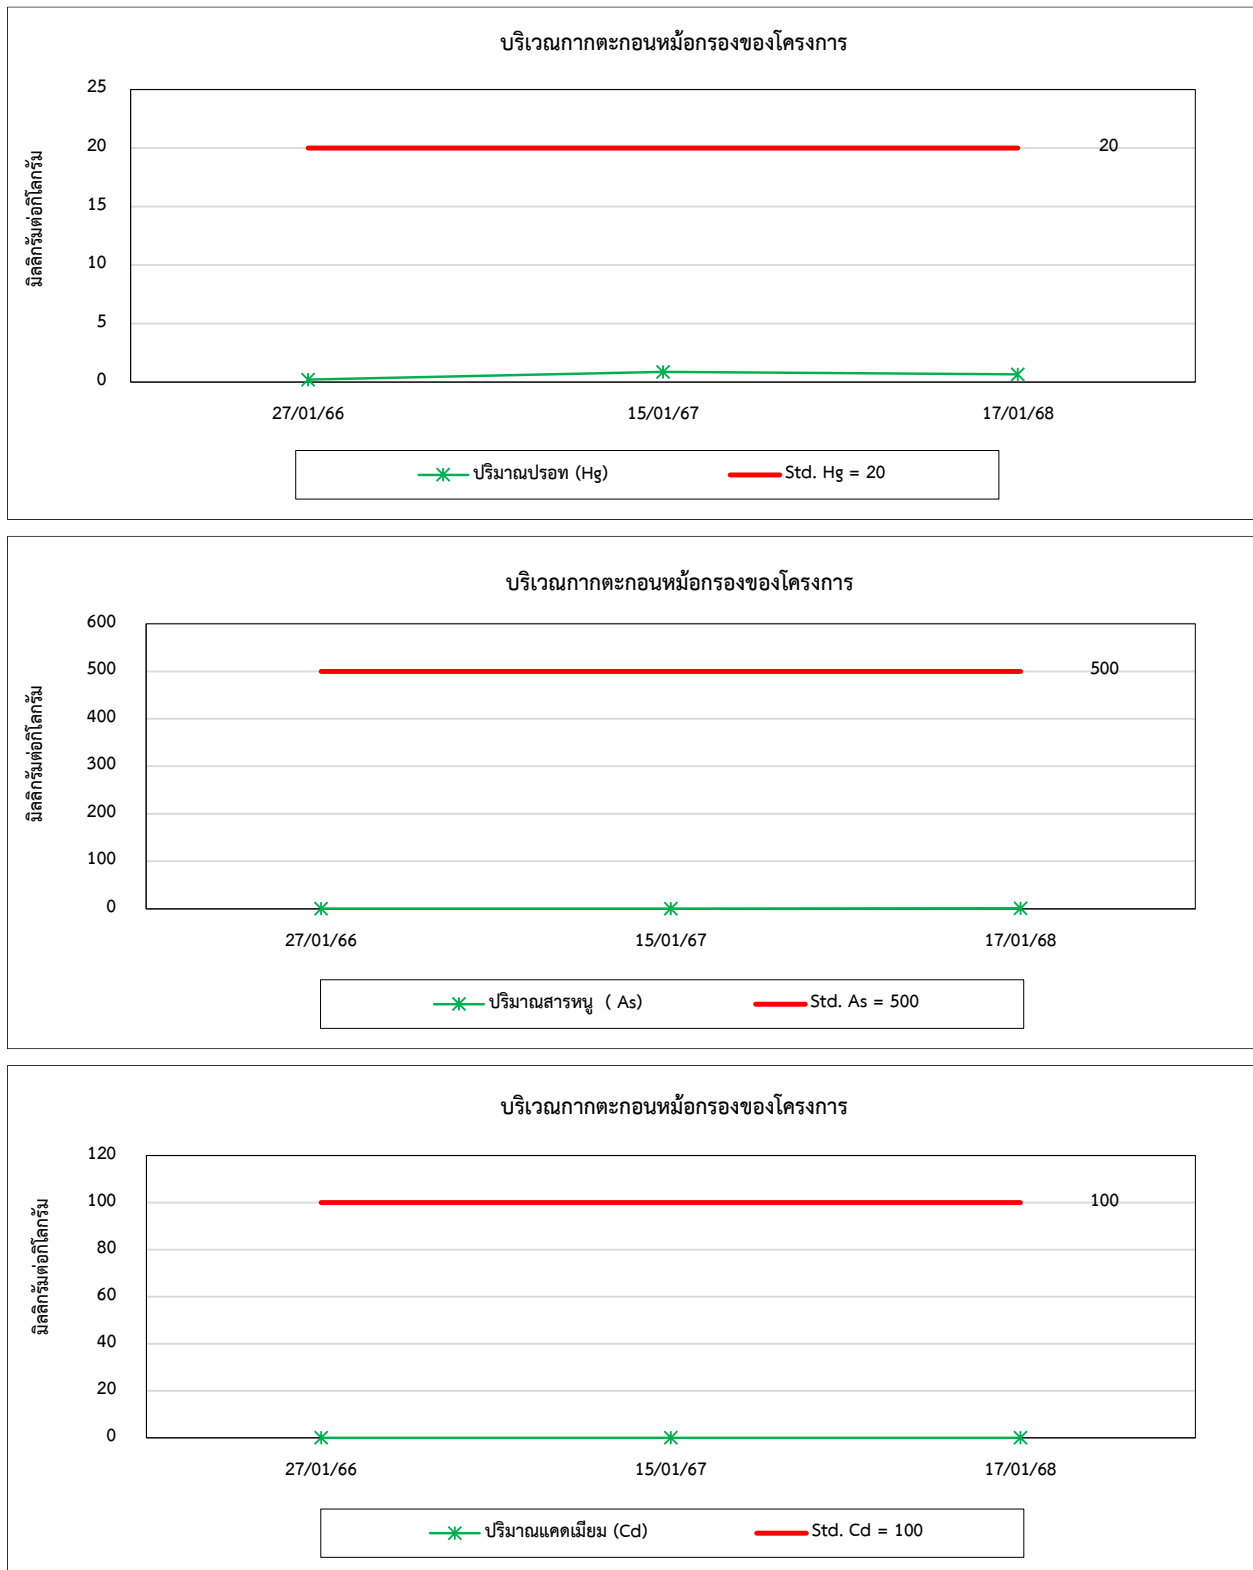 บริเวณกากตะกอนหม้อกรองของโครงการ
มิลลิกรัมต่อกิโลกรัม
25
20
15
10
5
0
20
27/01/66 15/01/67 17/01/68
ปริมาณปรอท (Hg) Std. Hg = 20
บริเวณกากตะกอนหม้อกรองของโครงการ
มิลลิกรัมต่อกิโลกรัม
600
500
400
300
200
100
0
500
27/01/66 15/01/67 17/01/68
ปริมาณสารหนู ( As) Std. As = 500
บริเวณกากตะกอนหม้อกรองของโครงการ
มิลลิกรัมต่อกิโลกรัม
120
100
80
60
40
20
0
100
27/01/66 15/01/67 17/01/68
ปริมาณแคดเมียม (Cd) Std. Cd = 100